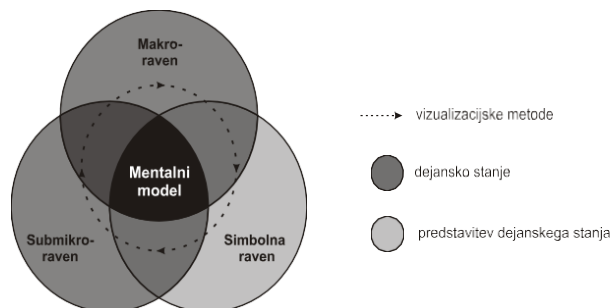 Makro-
raven
Mentalni
model
Submikro-
raven
Simbolna
raven
vizualizacijske metode
dejansko stanje
predstavitev dejanskega stanja